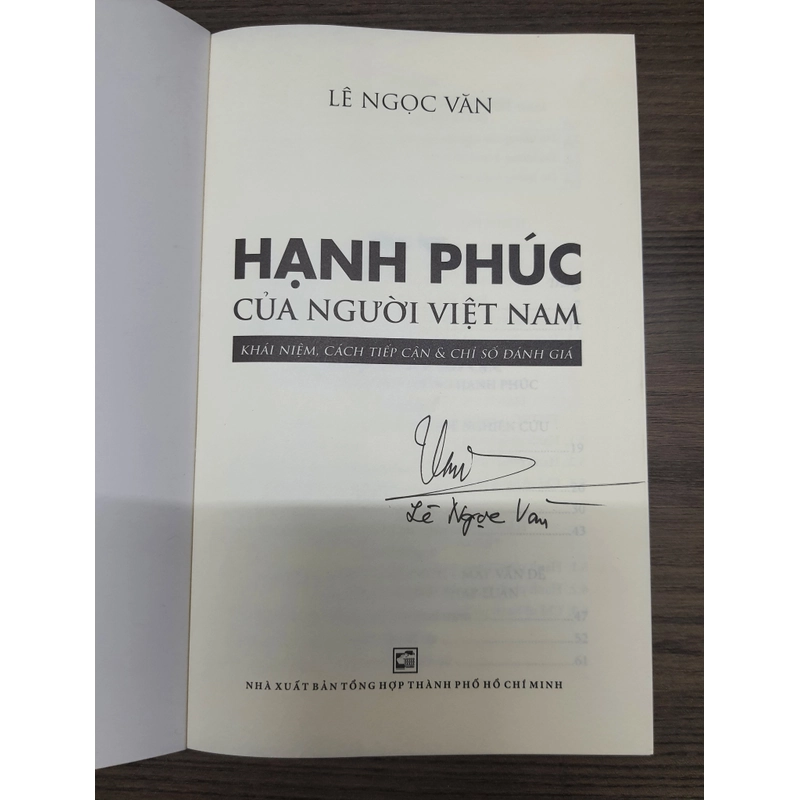 LÊ NGỌC VĂN
HẠNH PHÚC
CỦA NGƯỜI VIỆT NAM
KHÁI NIỆM, CÁCH TIẾP CẬN & CHỈ SỐ ĐÁNH GIÁ
Lê Ngọc Văn
NHÀ XUẤT BẢN TỔNG HỢP THÀNH PHỐ HỒ CHÍ MINH